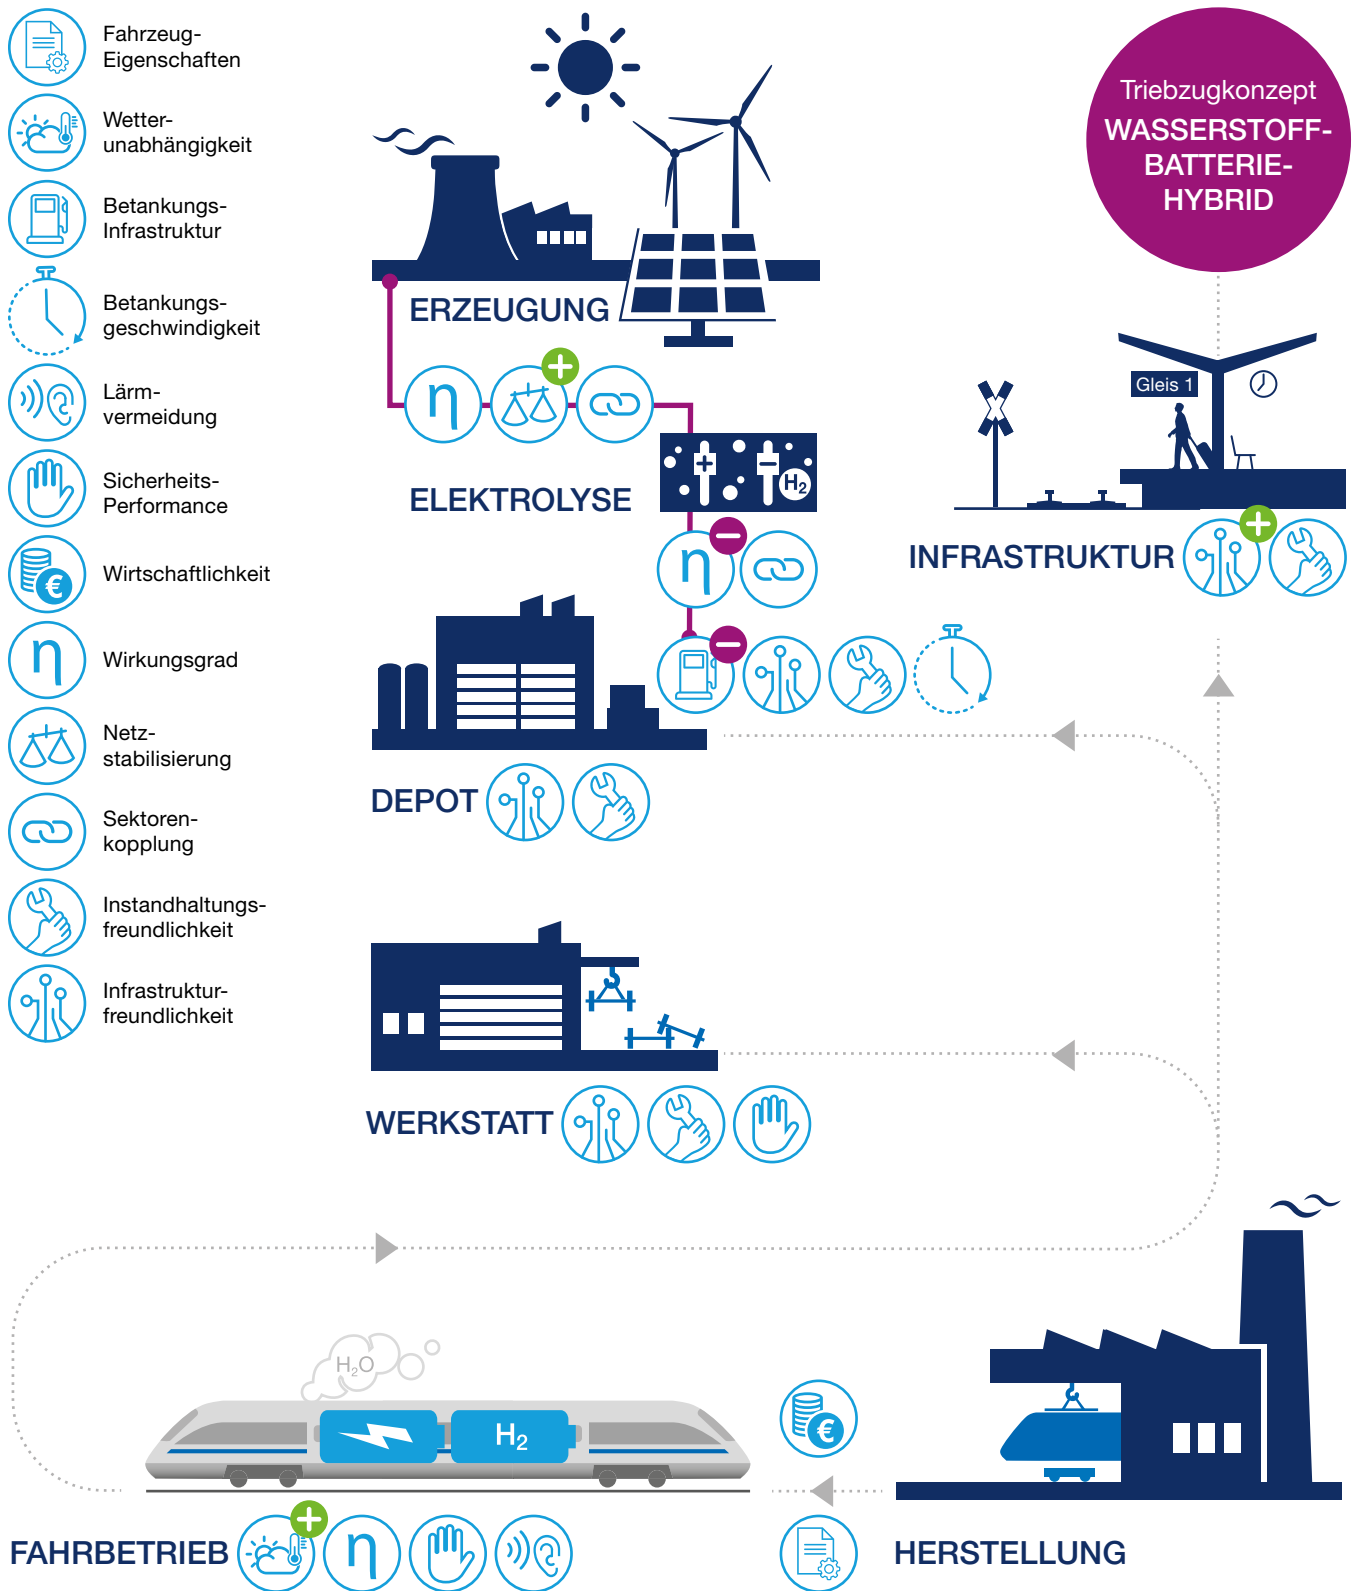 Fahrzeug-
Eigenschaften
Wetter-
unabhängigkeit
Betankungs-
Infrastruktur
Betankungs-
geschwindigkeit
Lärm-
vermeidung
Sicherheits-
Performance
€
Wirtschaftlichkeit
η
Wirkungsgrad
Netz-
stabilisierung
Sektoren-
kopplung
Instandhaltungs-
freundlichkeit
Infrastruktur-
freundlichkeit
Triebzugkonzept
WASSERSTOFF-
BATTERIE-
HYBRID
ERZEUGUNG
η
+
Gleis 1
ELEKTROLYSE
+ −
H₂
η
−
INFRASTRUKTUR
+
−
DEPOT
WERKSTATT
H₂O
H₂
€
FAHRBETRIEB
+
η
HERSTELLUNG